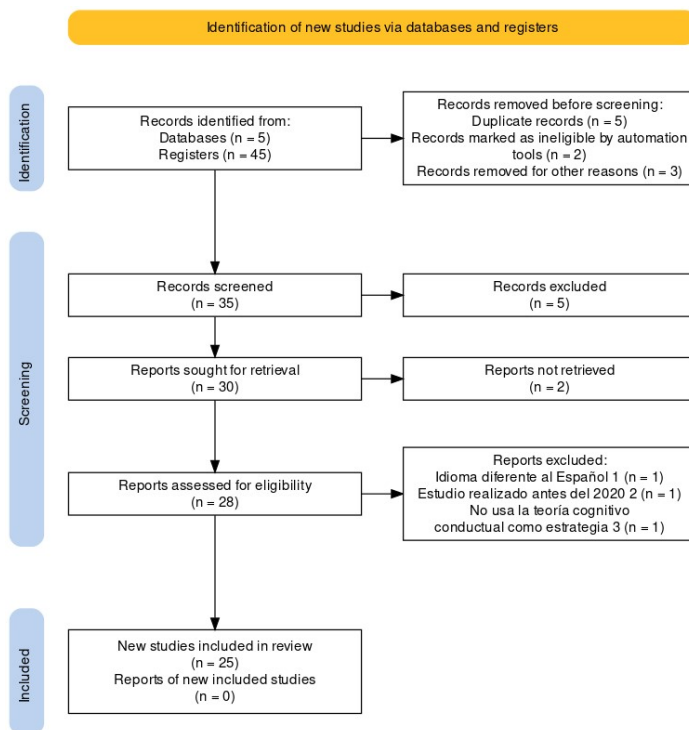 Identification of new studies via databases and registers
Identification
Records identified from:
Databases (n = 5)
Registers (n = 45)
Records removed before screening:
Duplicate records (n = 5)
Records marked as ineligible by automation
tools (n = 2)
Records removed for other reasons (n = 3)
Screening
Records screened
(n = 35)
Records excluded
(n = 5)
Reports sought for retrieval
(n = 30)
Reports not retrieved
(n = 2)
Reports assessed for eligibility
(n = 28)
Reports excluded:
Idioma diferente al Español 1 (n = 1)
Estudio realizado antes del 2020 2 (n = 1)
No usa la teoría cognitivo
conductual como estrategia 3 (n = 1)
Included
New studies included in review
(n = 25)
Reports of new included studies
(n = 0)